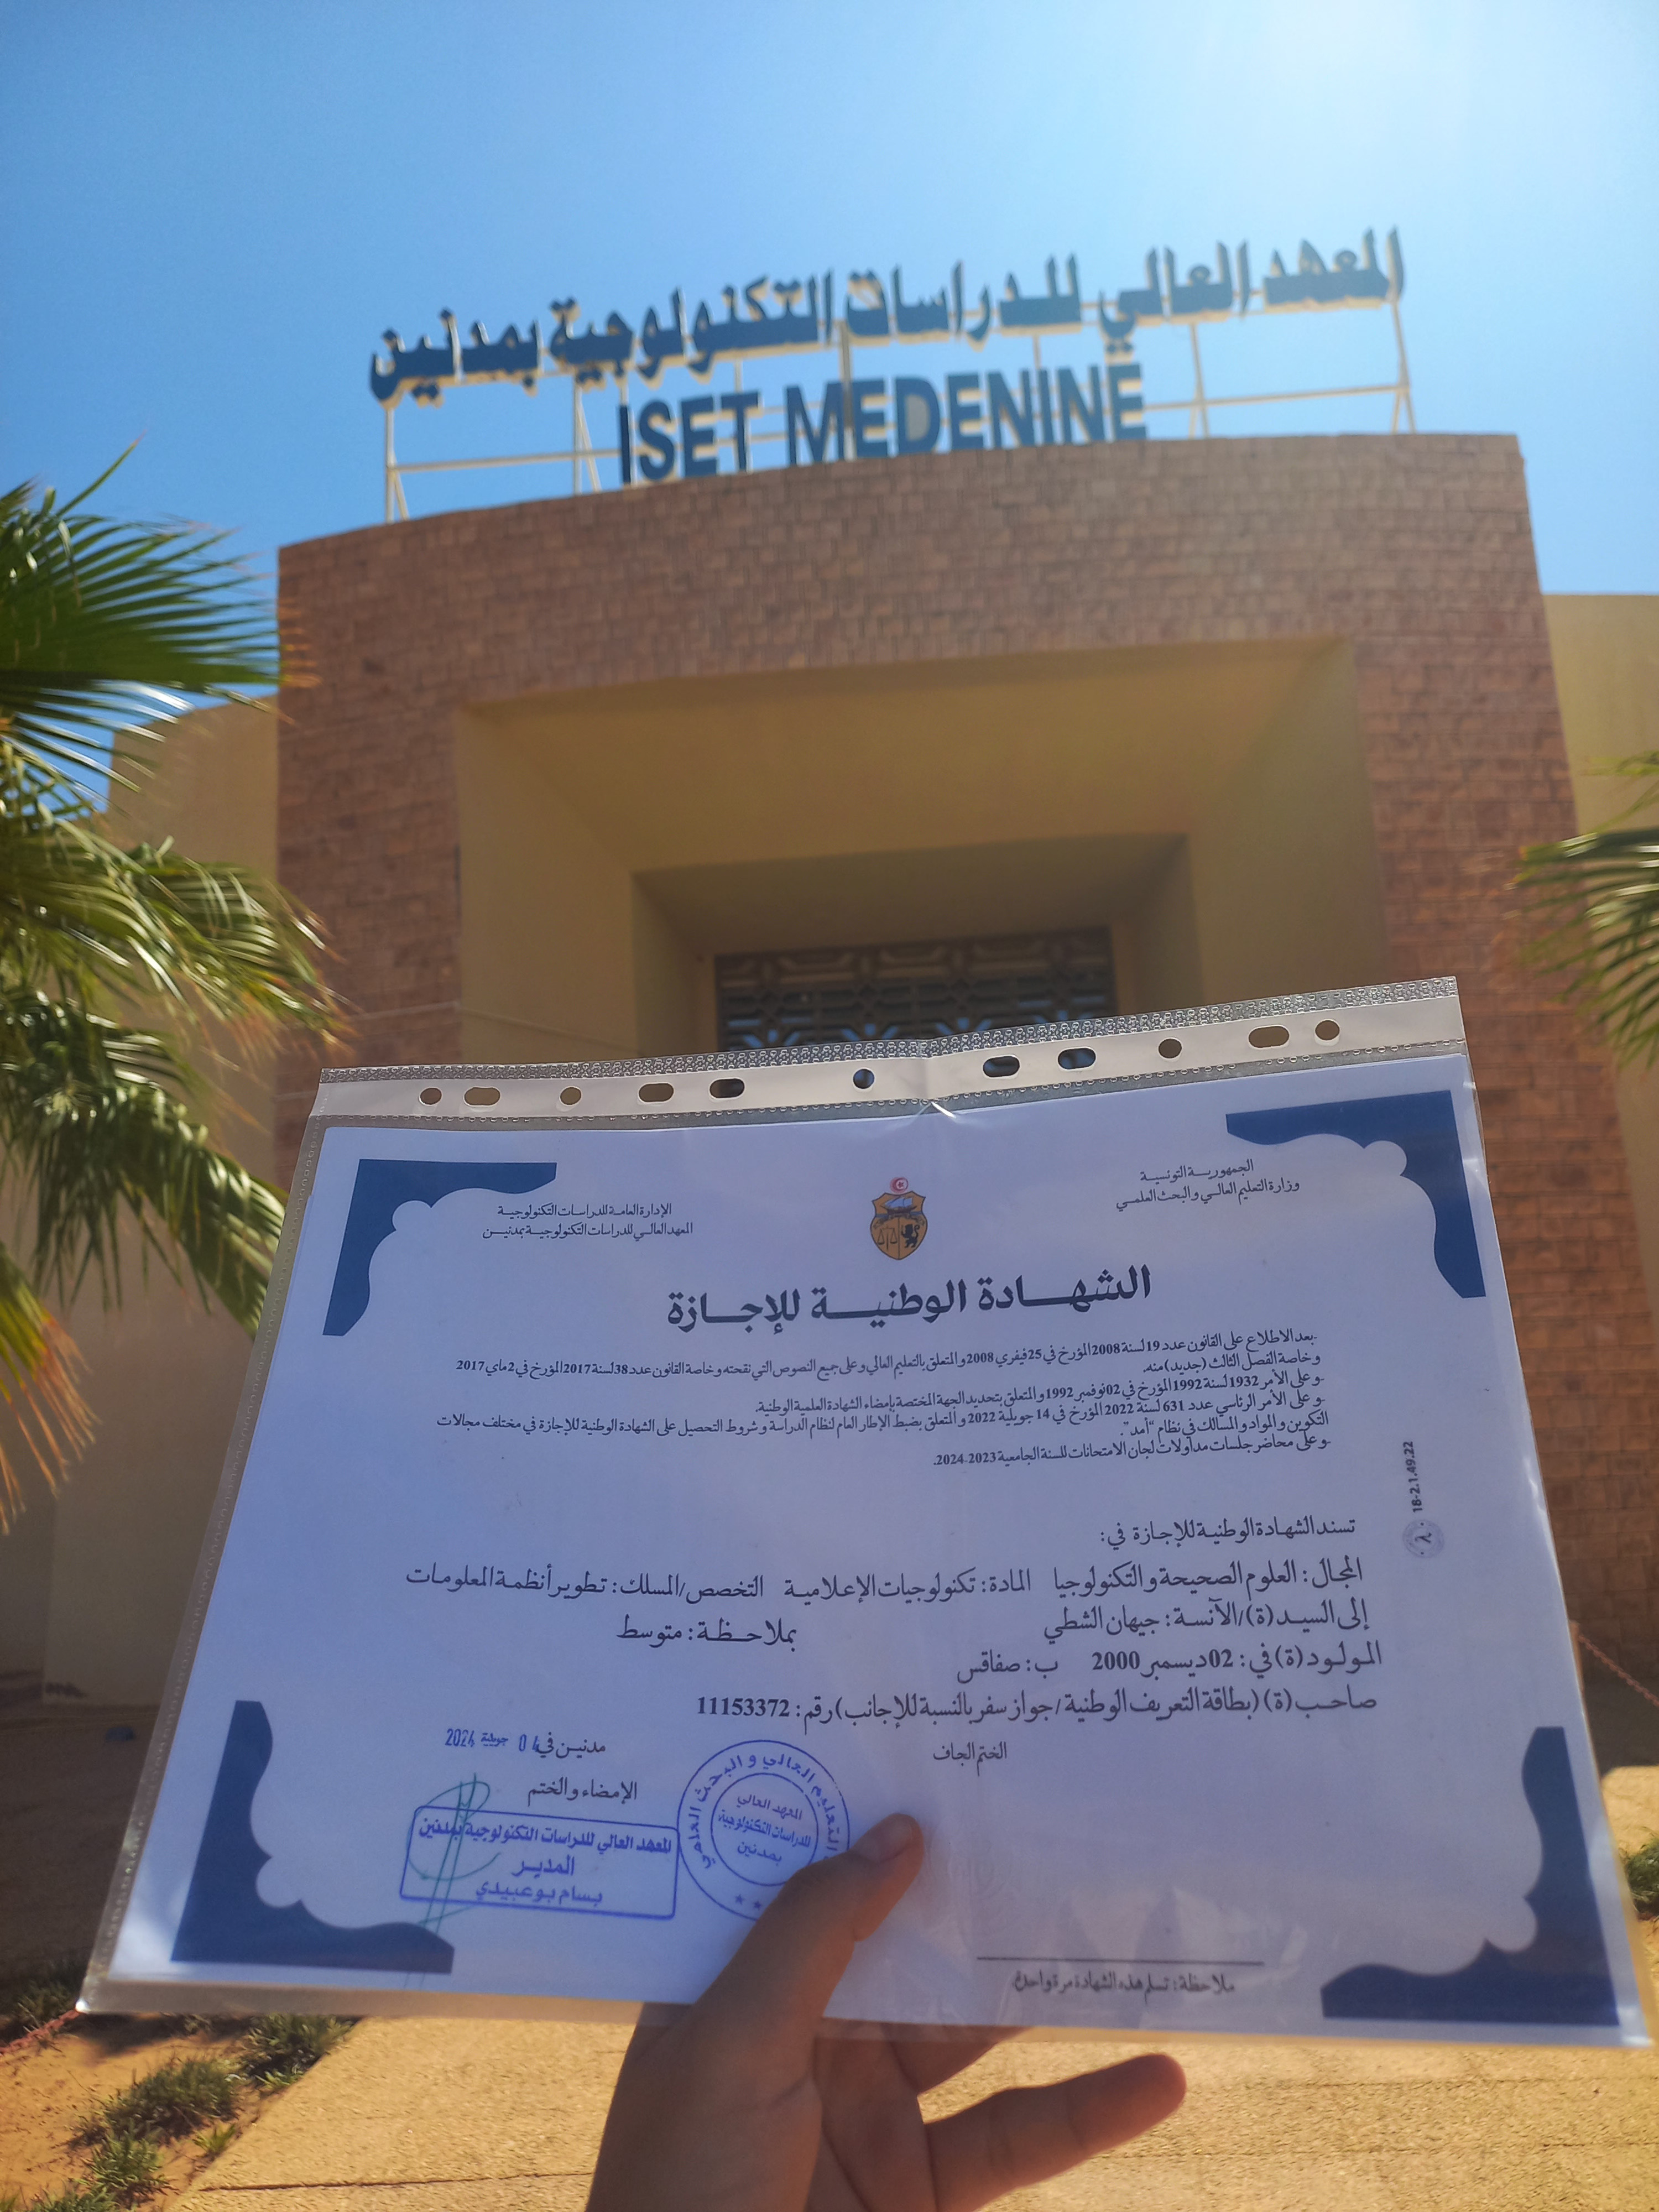 المعهد العالي للدراسات التكنولوجية بمدنين
ISET MEDENINE
الجمهورية التونسية
وزارة التعليم العالي والبحث العلمي
الإدارة العامة للدراسات التكنولوجية
المعهد العالي للدراسات التكنولوجية بمدنين
الشهادة الوطنية للإجازة
-بعد الاطلاع على القانون عدد 19 لسنة 2008 المؤرخ في 25 فيفري 2008 والمتعلق بالتعليم العالي وعلى جميع النصوص التي نقحته وخاصة القانون عدد 38 لسنة 2017 المؤرخ في 2 ماي 2017
وخاصة الفصل الثالث (جديد) منه.
-وعلى الأمر 1932 لسنة 1992 المؤرخ في 02 نوفمبر 1992 والمتعلق بتحديد الجهة المختصة بإمضاء الشهادة العلمية الوطنية.
-وعلى الأمر الرئاسي عدد 631 لسنة 2022 المؤرخ في 14 جويلية 2022 والمتعلق بضبط الإطار العام لنظام الدراسة وشروط التحصيل على الشهادة الوطنية للإجازة في مختلف مجالات
التكوين والمواد والمسالك في نظام "أمد".
-وعلى محاضر جلسات مداولات لجان الامتحانات للسنة الجامعية 2023-2024.
18-2.1.49.22
تسند الشهادة الوطنية للإجازة في:
المجال: العلوم الصحيحة والتكنولوجيا المادة: تكنولوجيات الإعلامية التخصص/المسلك: تطوير أنظمة المعلومات
إلى السيد(ة)/الآنسة: جيهان الشطي بملاحظة: متوسط
المولود(ة) في: 02 ديسمبر 2000 ب: صفاقس
صاحب(ة) (بطاقة التعريف الوطنية / جواز سفر بالنسبة للإجانب) رقم: 11153372
مدنين في 04 جويلية 2024
الختم الجاف
الإمضاء والختم
المعهد العالي للدراسات التكنولوجية بمدنين
المدير
بسام بوعبيدي
التعليم العالي و البحث العلمي
المعهد العالي
للدراسات التكنولوجية
بمدنين
ملاحظة: تسلم هذه الشهادة مرة واحدة